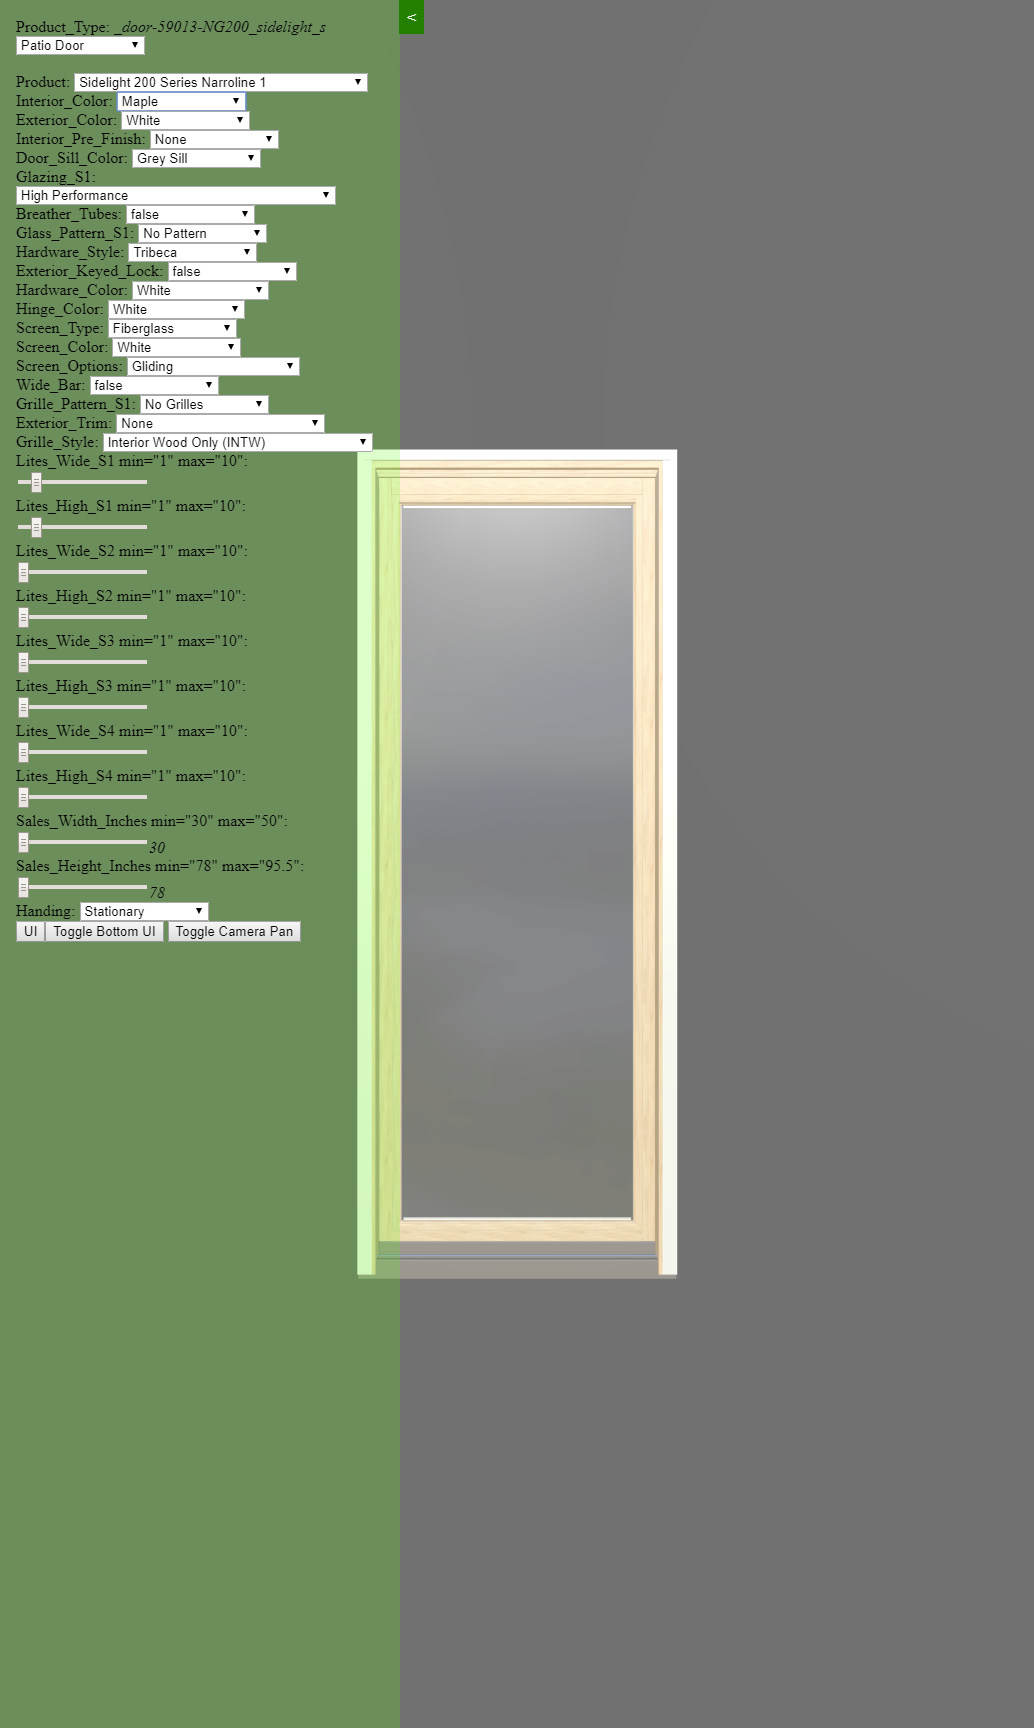 Product_Type: _door-59013-NG200_sidelight_s
<
Patio Door
Product: Sidelight 200 Series Narroline 1
Interior_Color: Maple
Exterior_Color: White
Interior_Pre_Finish: None
Door_Sill_Color: Grey Sill
Glazing_S1:
High Performance
Breather_Tubes: false
Glass_Pattern_S1: No Pattern
Hardware_Style: Tribeca
Exterior_Keyed_Lock: false
Hardware_Color: White
Hinge_Color: White
Screen_Type: Fiberglass
Screen_Color: White
Screen_Options: Gliding
Wide_Bar: false
Grille_Pattern_S1: No Grilles
Exterior_Trim: None
Grille_Style: Interior Wood Only (INTW)
Lites_Wide_S1 min="1" max="10":
Lites_High_S1 min="1" max="10":
Lites_Wide_S2 min="1" max="10":
Lites_High_S2 min="1" max="10":
Lites_Wide_S3 min="1" max="10":
Lites_High_S3 min="1" max="10":
Lites_Wide_S4 min="1" max="10":
Lites_High_S4 min="1" max="10":
Sales_Width_Inches min="30" max="50":
30
Sales_Height_Inches min="78" max="95.5":
78
Handing: Stationary
UI Toggle Bottom UI Toggle Camera Pan